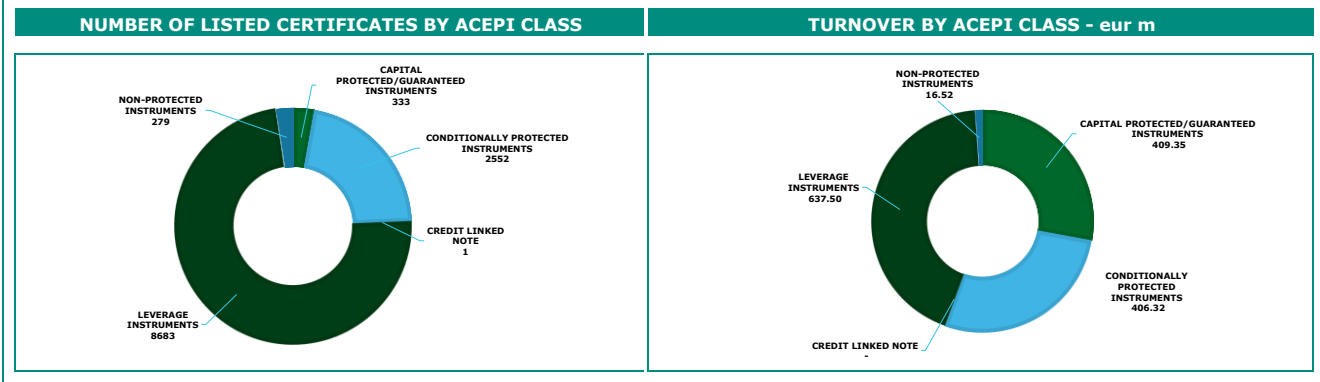 NUMBER OF LISTED CERTIFICATES BY ACEPI CLASS
CAPITAL
PROTECTED/GUARANTEED
INSTRUMENTS
333
NON-PROTECTED
INSTRUMENTS
279
CONDITIONALLY PROTECTED
INSTRUMENTS
2552
CREDIT LINKED
NOTE
1
LEVERAGE
INSTRUMENTS
8683
TURNOVER BY ACEPI CLASS - eur m
NON-PROTECTED
INSTRUMENTS
16.52
CAPITAL PROTECTED/GUARANTEED
INSTRUMENTS
409.35
LEVERAGE
INSTRUMENTS
637.50
CONDITIONALLY
PROTECTED
INSTRUMENTS
406.32
CREDIT LINKED NOTE
-